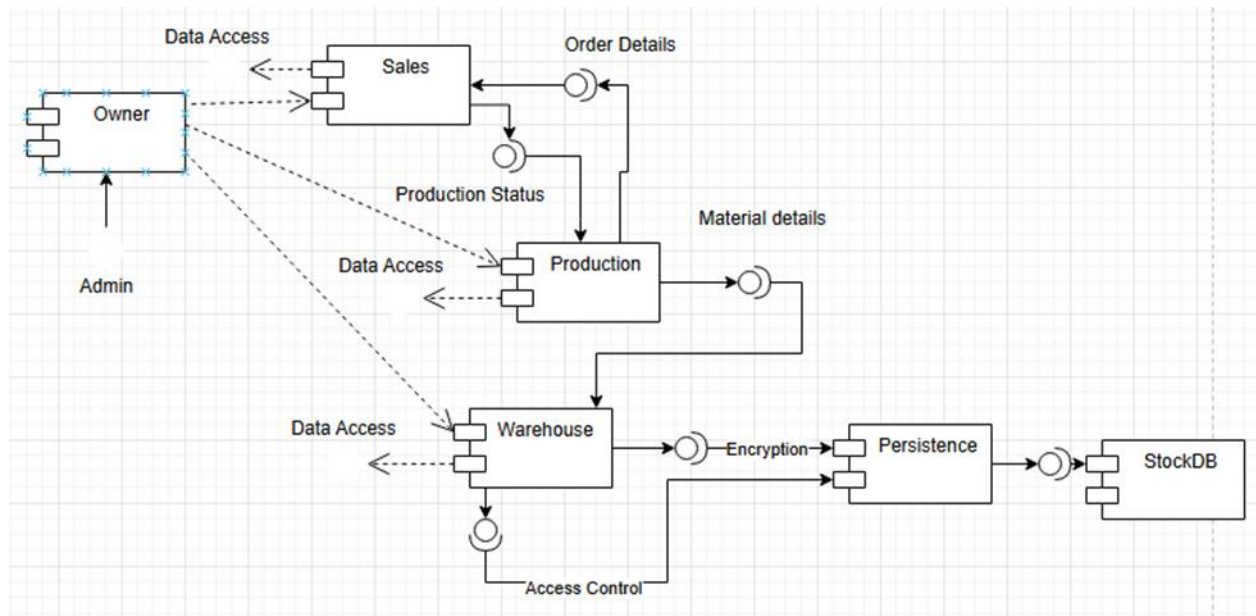 Data Access
Sales
Order Details
Owner
Production Status
Material details
Data Access
Production
Admin
Data Access
Warehouse
Encryption
Persistence
StockDB
Access Control